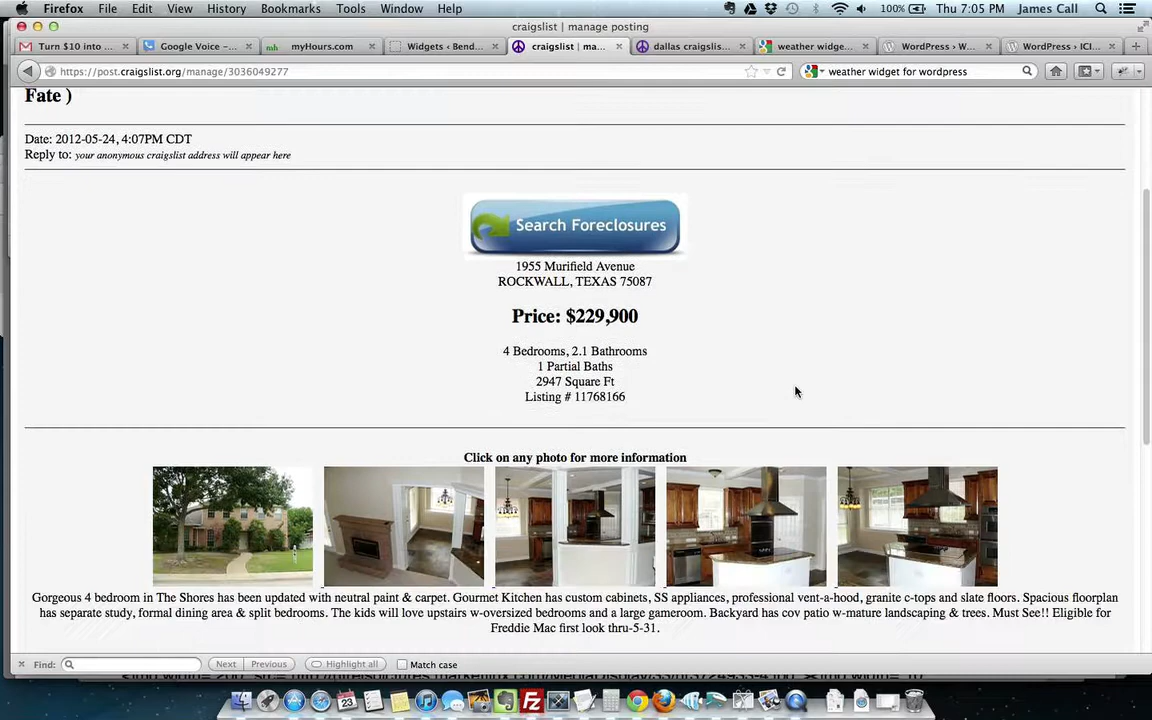 Firefox File Edit View History Bookmarks Tools Window Help 100% Thu 7:05 PM James Call
craigslist | manage posting
Turn $10 into ... Google Voice -... myHours.com Widgets ‹ Bend... craigslist | ma... dallas craigslis... weather widge... WordPress › W... WordPress › ICI...
https://post.craigslist.org/manage/3036049277 weather widget for wordpress
Fate )
Date: 2012-05-24, 4:07PM CDT
Reply to: your anonymous craigslist address will appear here
Search Foreclosures
1955 Murifield Avenue
ROCKWALL, TEXAS 75087
Price: $229,900
4 Bedrooms, 2.1 Bathrooms
1 Partial Baths
2947 Square Ft
Listing # 11768166
Click on any photo for more information
Gorgeous 4 bedroom in The Shores has been updated with neutral paint & carpet. Gourmet Kitchen has custom cabinets, SS appliances, professional vent-a-hood, granite c-tops and slate floors. Spacious floorplan
has separate study, formal dining area & split bedrooms. The kids will love upstairs w-oversized bedrooms and a large gameroom. Backyard has cov patio w-mature landscaping & trees. Must See!! Eligible for
Freddie Mac first look thru-5-31.
Find: Next Previous Highlight all Match case
23 Fz